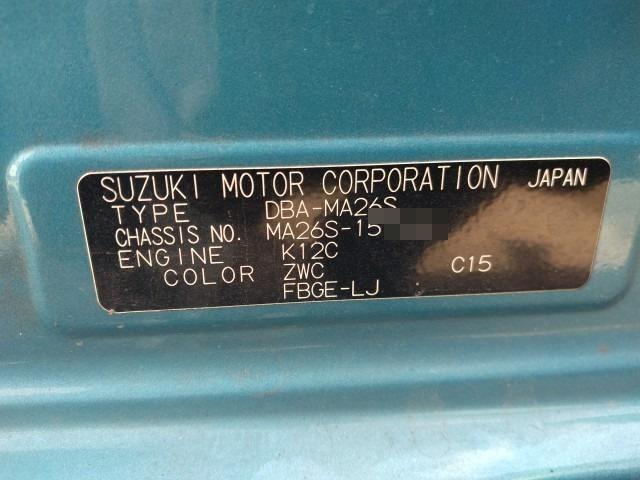 SUZUKI MOTOR CORPORATION JAPAN
TYPE DBA-MA26S
CHASSIS NO. MA26S-15
ENGINE K12C
COLOR ZWC C15
FBGE-LJ